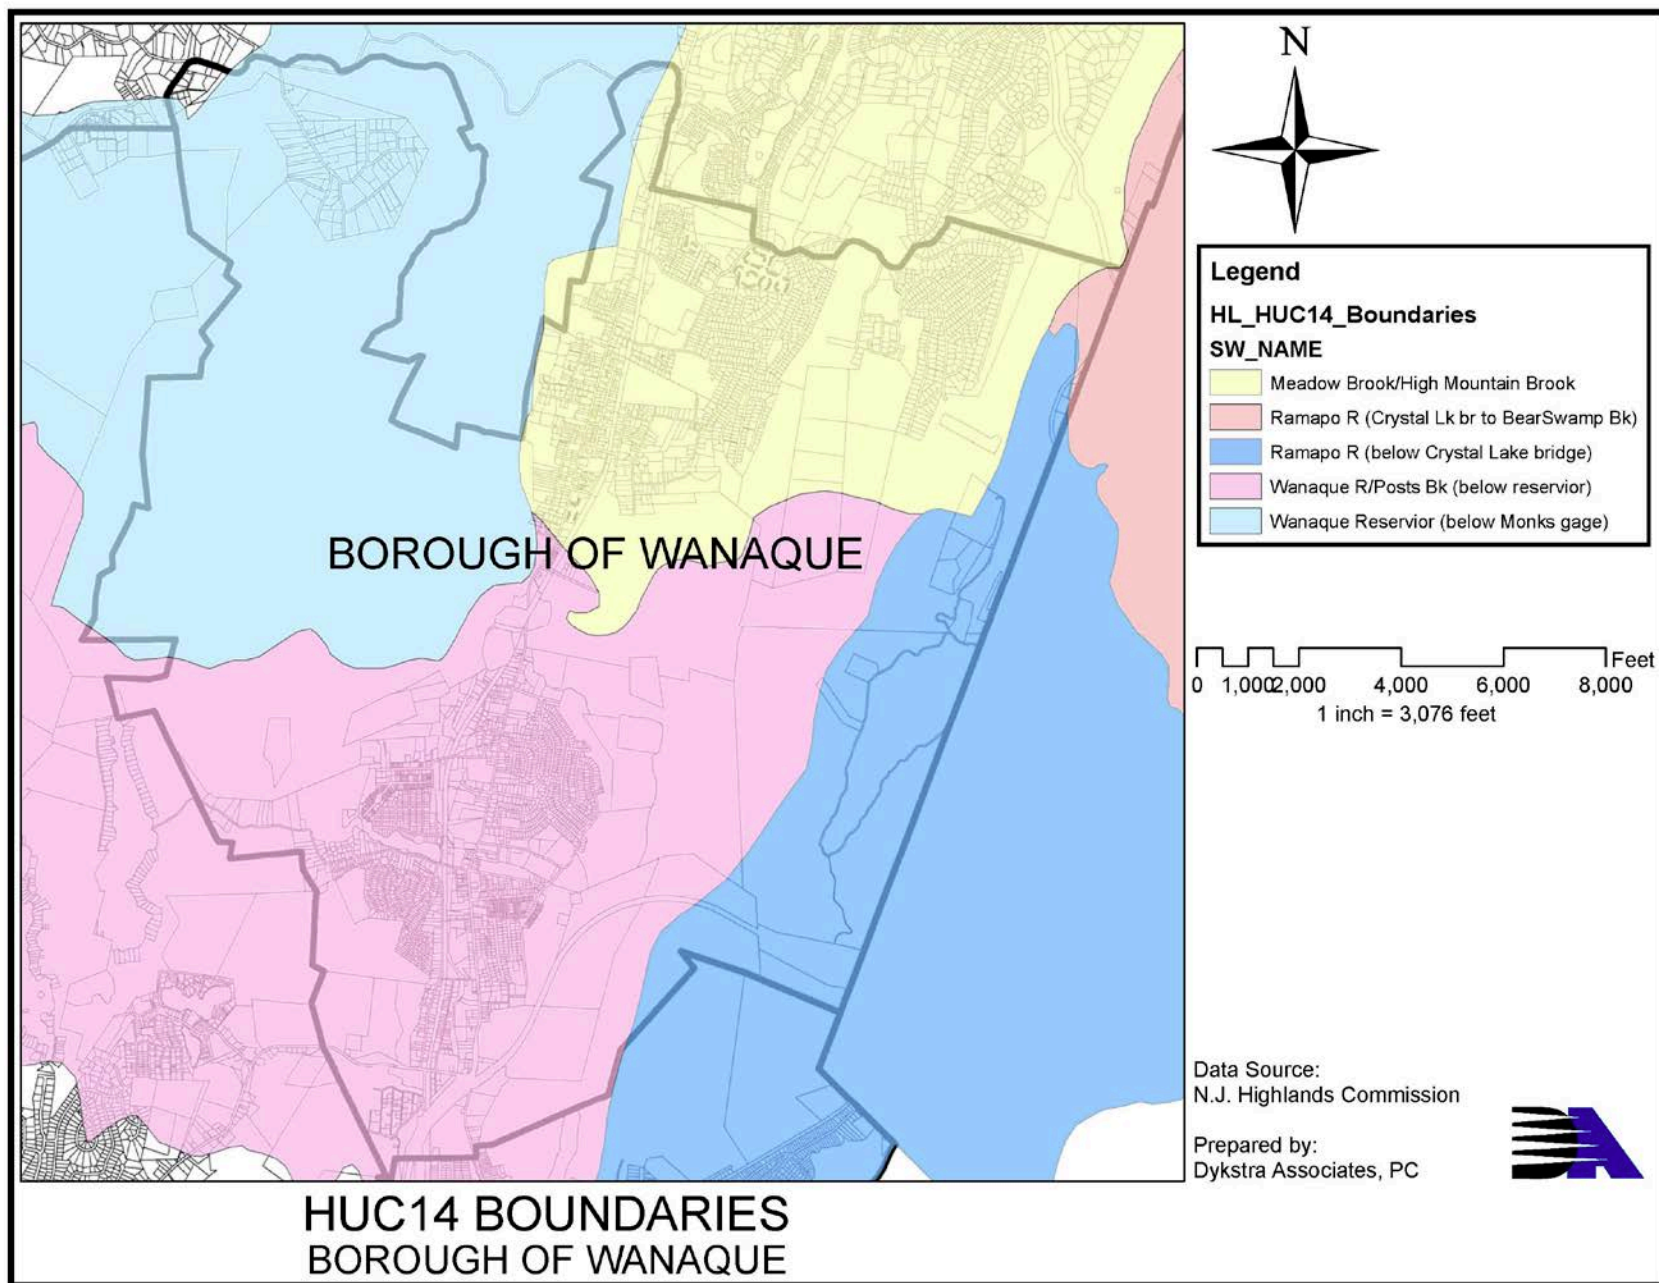 N
Legend
HL_HUC14_Boundaries
SW_NAME
Meadow Brook/High Mountain Brook
Ramapo R (Crystal Lk br to BearSwamp Bk)
Ramapo R (below Crystal Lake bridge)
Wanaque R/Posts Bk (below reservior)
Wanaque Reservior (below Monks gage)
BOROUGH OF WANAQUE
Feet
0 1,000 2,000 4,000 6,000 8,000
1 inch = 3,076 feet
Data Source:
N.J. Highlands Commission
Prepared by:
Dykstra Associates, PC
DA
HUC14 BOUNDARIES
BOROUGH OF WANAQUE